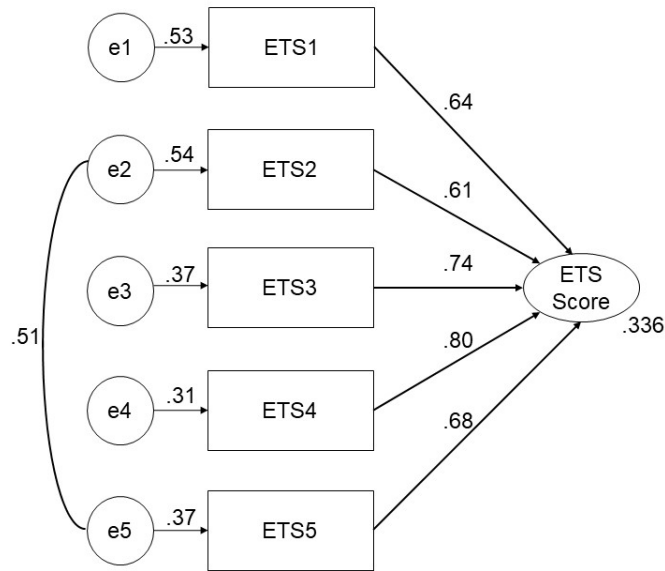 e1 .53 ETS1
.64
e2 .54 ETS2
.61
e3 .37 ETS3
.74
ETS
Score
.336
.51
.80
e4 .31 ETS4
.68
e5 .37 ETS5